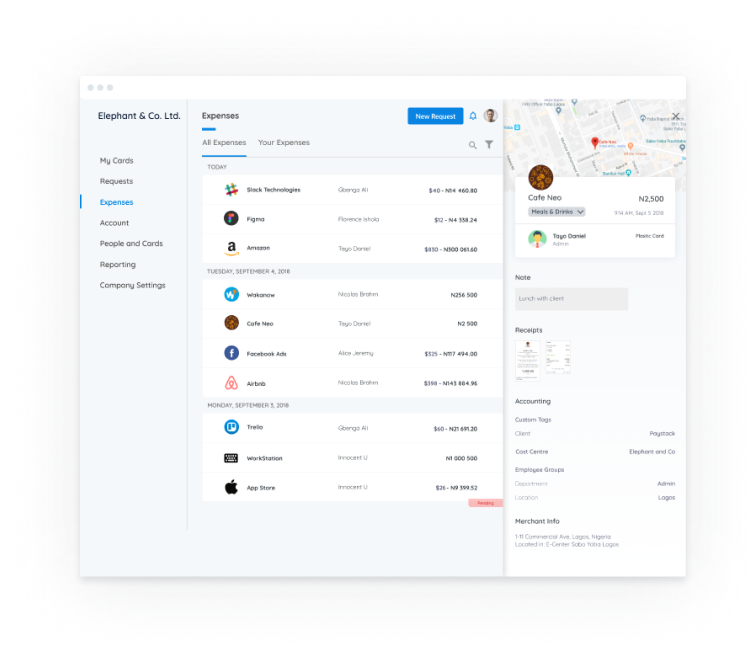 Elephant & Co. Ltd.
My Cards
Requests
Expenses
Account
People and Cards
Reporting
Company Settings
Expenses
New Request
All Expenses Your Expenses
TODAY
Slack Technologies Gbenga Ali $40 - N14 460.80
Figma Florence Ishola $12 - N4 338.24
Amazon Tayo Daniel $830 - N300 061.60
TUESDAY, SEPTEMBER 4, 2018
Wakanow Nicolas Brahm N256 500
Cafe Neo Tayo Daniel N2 500
Facebook Ads Alice Jeremy $325 - N117 494.00
Airbnb Nicolas Brahm $398 - N143 884.96
MONDAY, SEPTEMBER 3, 2018
Trello Gbenga Ali $60 - N21 691.20
WorkStation Innocent U N1 000 500
App Store Innocent U $26 - N9 399.52
Pending
Cafe Neo
Cafe Neo N2,500
Meals & Drinks 9:14 AM, Sept 5 2018
Tayo Daniel Plastic Card
Admin
Note
Lunch with client
Receipts
Accounting
Custom Tags
Client Paystack
Cost Centre Elephant and Co
Employee Groups
Department Admin
Location Lagos
Merchant Info
1-11 Commercial Ave, Lagos, Nigeria
Located in: E-Center Sabo Yaba Lagos